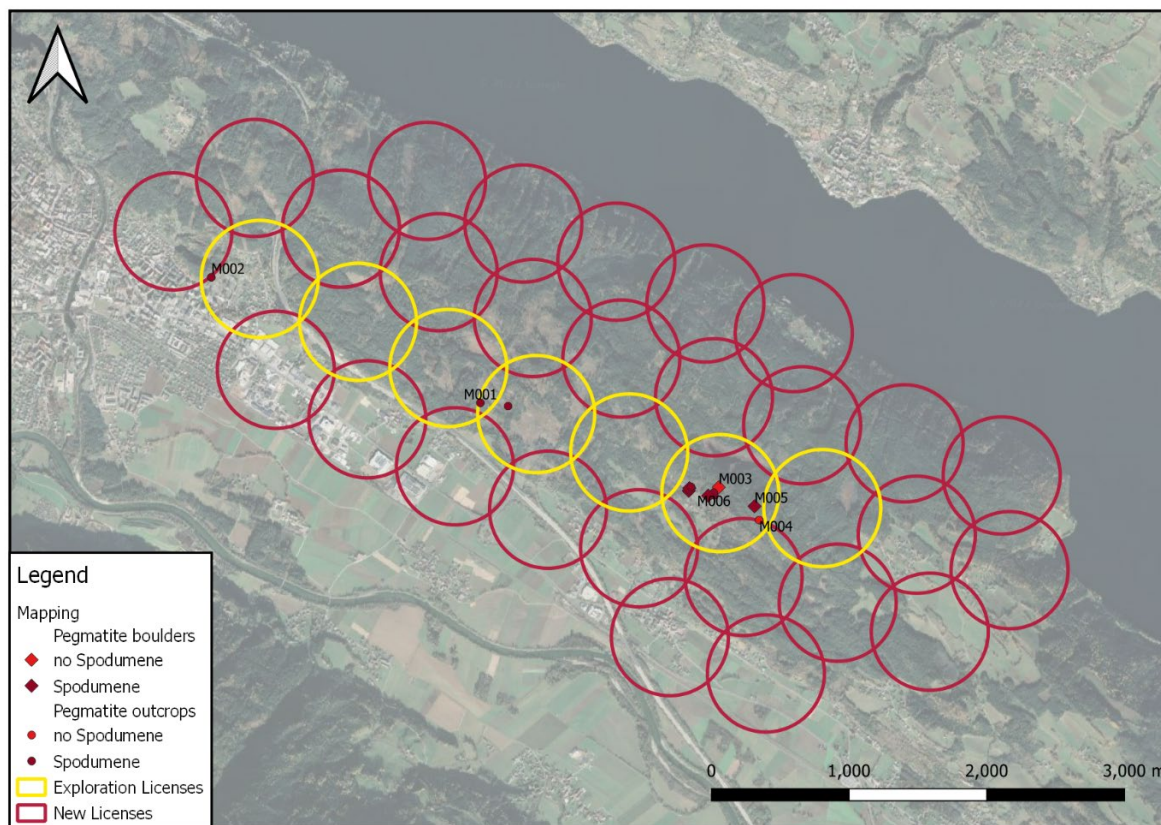 M002
M001
M003
M006
M005
M004
Legend
Mapping
Pegmatite boulders
no Spodumene
Spodumene
Pegmatite outcrops
no Spodumene
Spodumene
Exploration Licenses
New Licenses
0 1,000 2,000 3,000 m